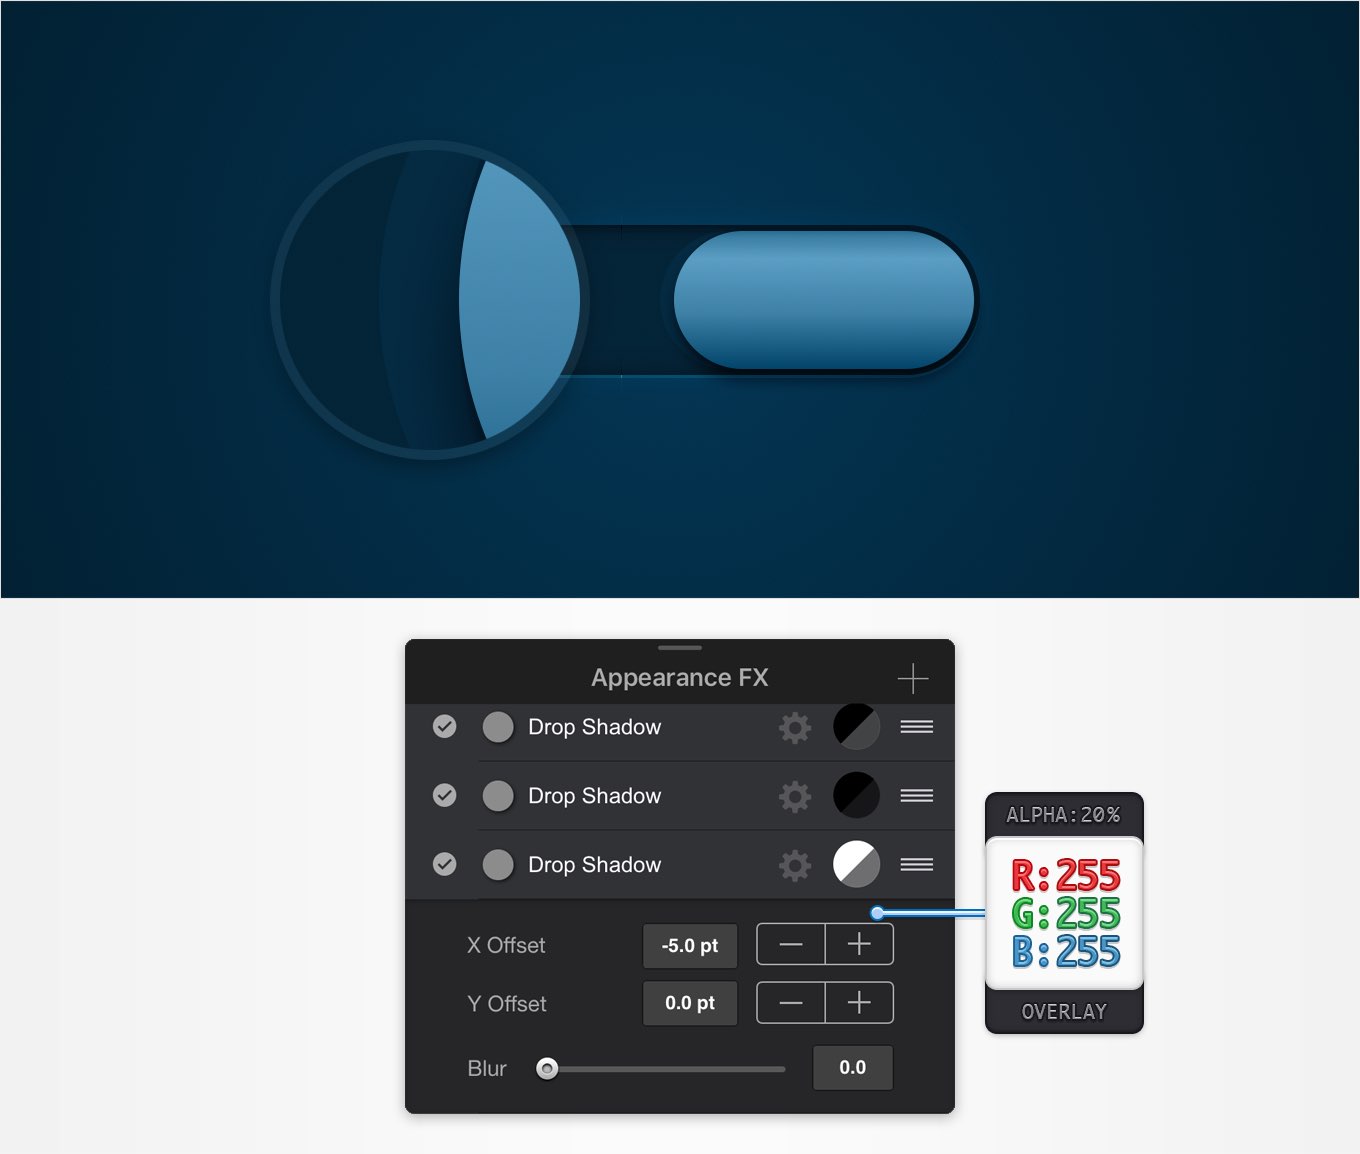 Appearance FX
Drop Shadow
Drop Shadow
Drop Shadow
X Offset -5.0 pt
Y Offset 0.0 pt
Blur 0.0
ALPHA:20%
R:255
G:255
B:255
OVERLAY